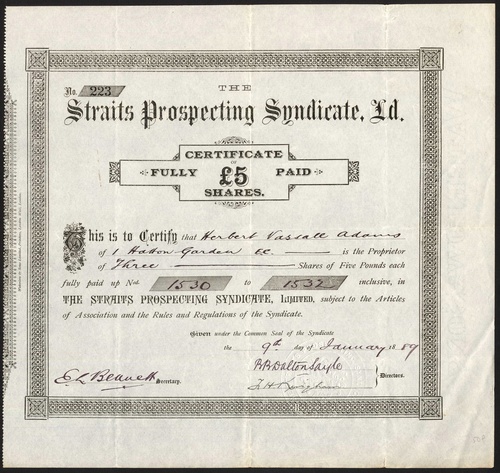 No. 223
THE
Straits Prospecting Syndicate, Ld.
CERTIFICATE
OF
FULLY £5 PAID
SHARES.
This is to Certify that Herbert Vassall Adams
of 1 Hatton Garden EC is the Proprietor
of Three Shares of Five Pounds each
fully paid up Nos. 1530 to 1532 inclusive, in
THE STRAITS PROSPECTING SYNDICATE, LIMITED, subject to the Articles
of Association and the Rules and Regulations of the Syndicate.
Given under the Common Seal of the Syndicate
the 9th day of January 1889
E L Bennett Secretary.
Directors.